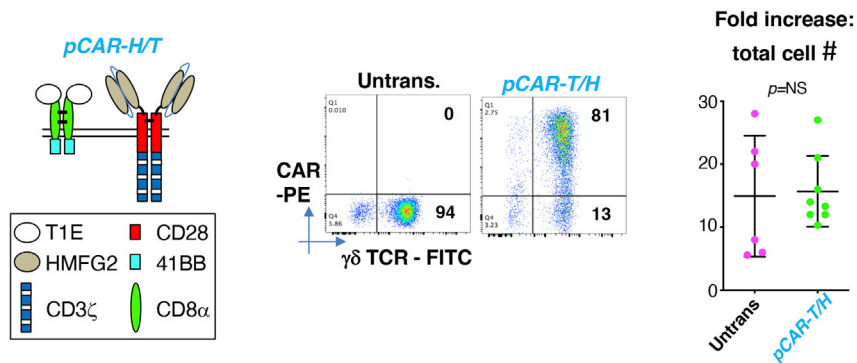 pCAR-H/T
T1E
CD28
HMFG2
41BB
CD3ζ
CD8α
Untrans.
pCAR-T/H
Q1
0.010
0
Q1
2.75
81
CAR
-PE
Q4
5.86
94
Q4
3.23
13
γδ TCR - FITC
Fold increase:
total cell #
p=NS
30
20
10
0
Untrans
pCAR-T/H